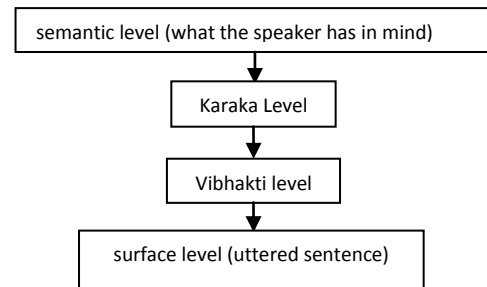 semantic level (what the speaker has in mind)
Karaka Level
Vibhakti level
surface level (uttered sentence)